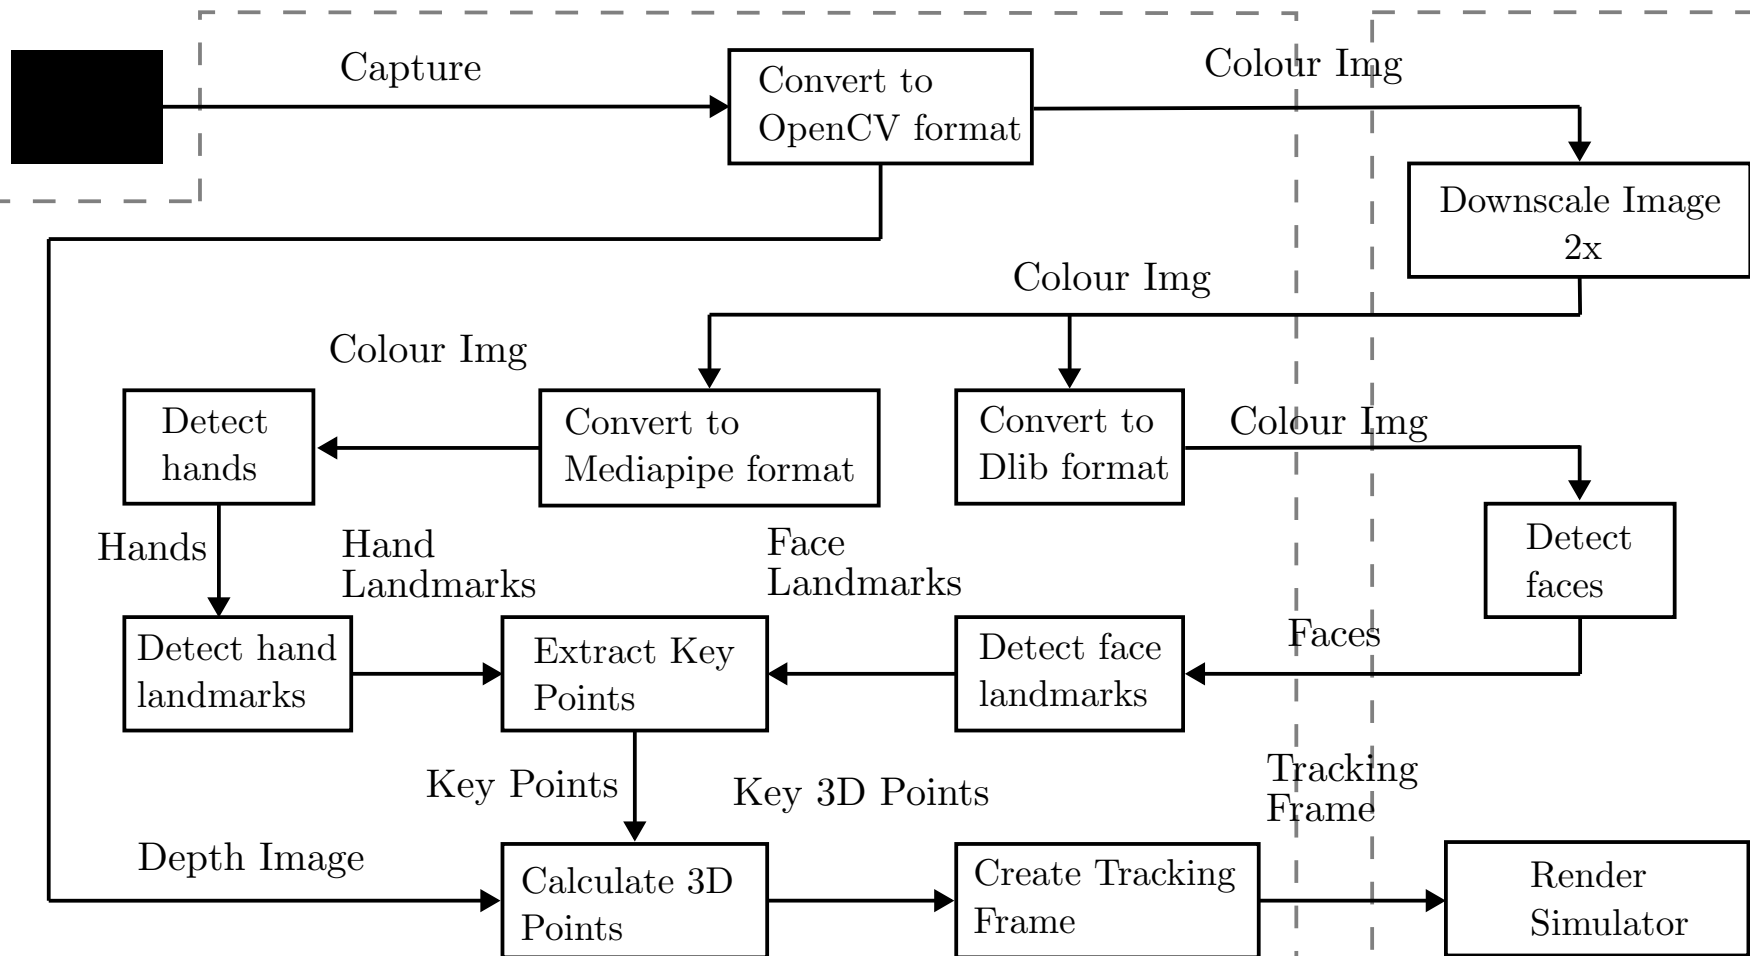 Capture
Convert to
OpenCV format
Colour Img
Downscale Image
2x
Colour Img
Colour Img
Detect
hands
Convert to
Mediapipe format
Convert to
Dlib format
Colour Img
Detect
faces
Hands
Hand
Landmarks
Face
Landmarks
Faces
Detect hand
landmarks
Extract Key
Points
Detect face
landmarks
Key Points
Key 3D Points
Tracking
Frame
Depth Image
Calculate 3D
Points
Create Tracking
Frame
Render
Simulator